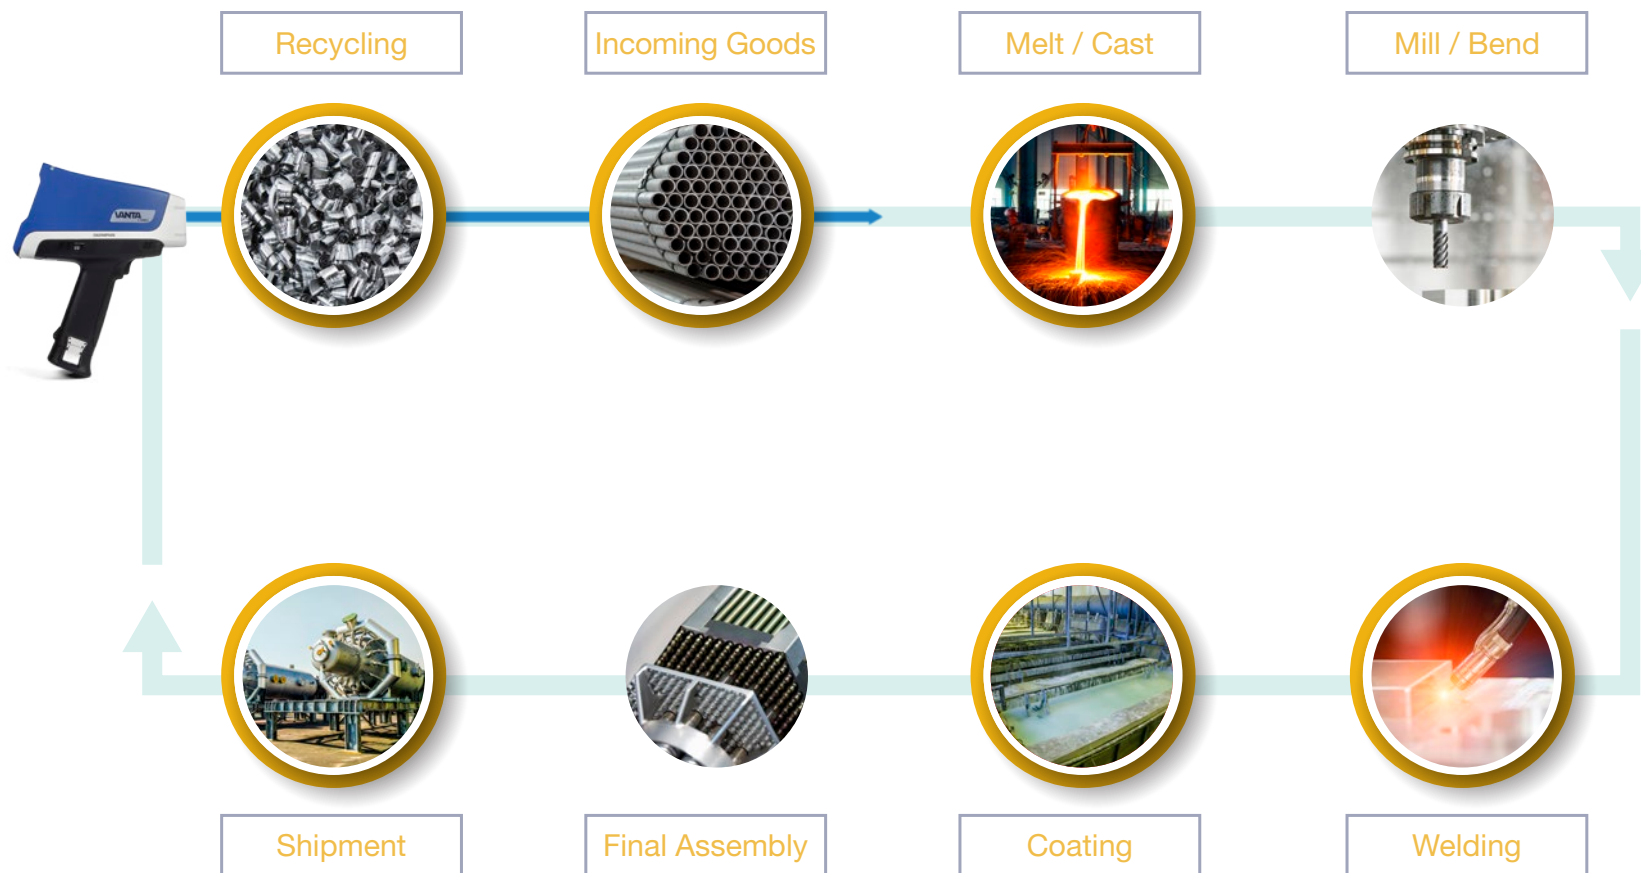 Recycling
Incoming Goods
Melt / Cast
Mill / Bend
VANTA
Shipment
Final Assembly
Coating
Welding